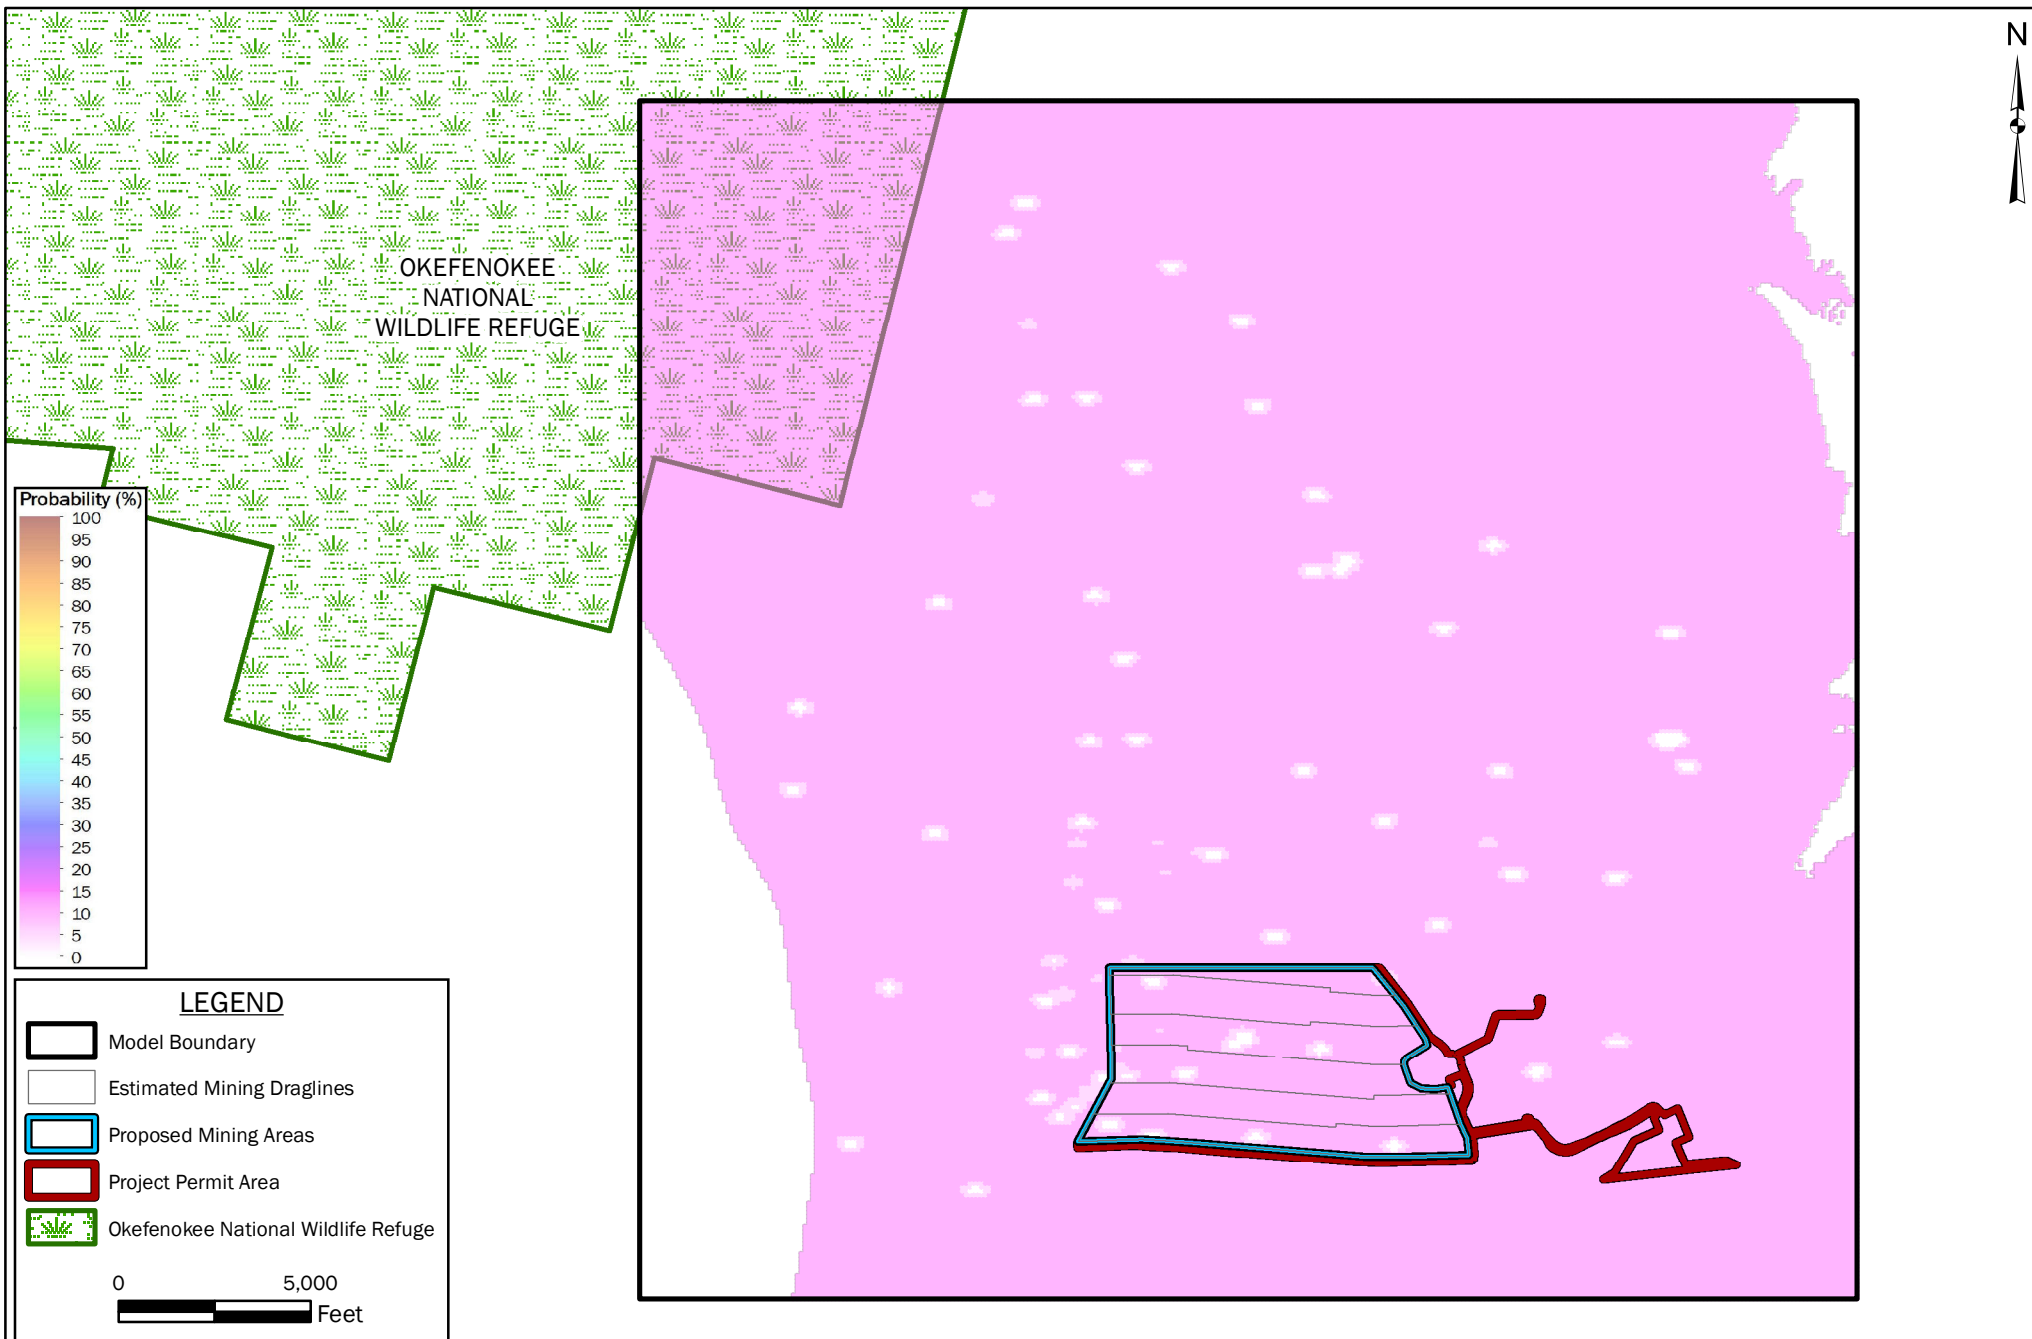 N
OKEFENOKEE
NATIONAL
WILDLIFE REFUGE
Probability (%)
100
95
90
85
80
75
70
65
60
55
50
45
40
35
30
25
20
15
10
5
0
LEGEND
Model Boundary
Estimated Mining Draglines
Proposed Mining Areas
Project Permit Area
Okefenokee National Wildlife Refuge
0 5,000
Feet